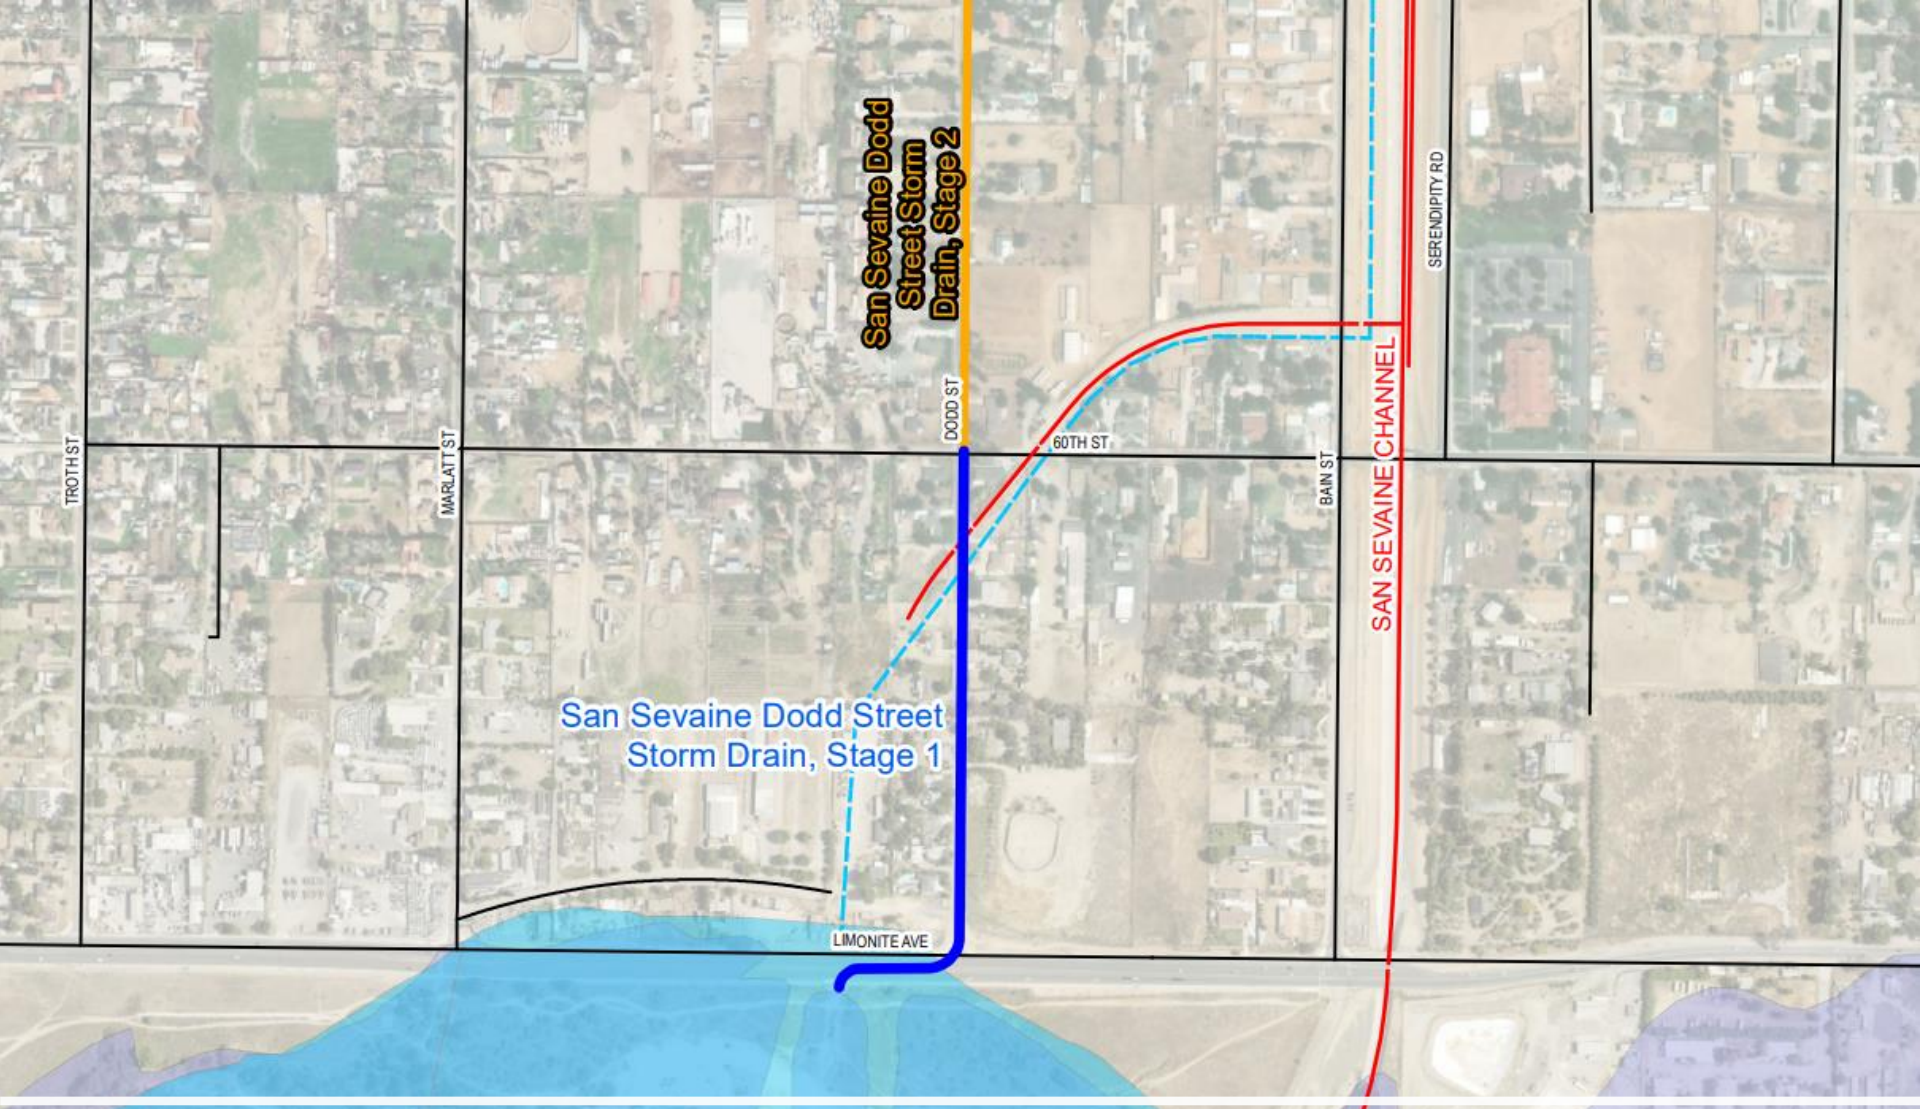 San Sevaine Dodd
Street Storm
Drain, Stage 2
SERENDIPITY RD
DODD ST
60TH ST
TROTH ST
MARLATT ST
BAIN ST
SAN SEVAINE CHANNEL
San Sevaine Dodd Street
Storm Drain, Stage 1
LIMONITE AVE